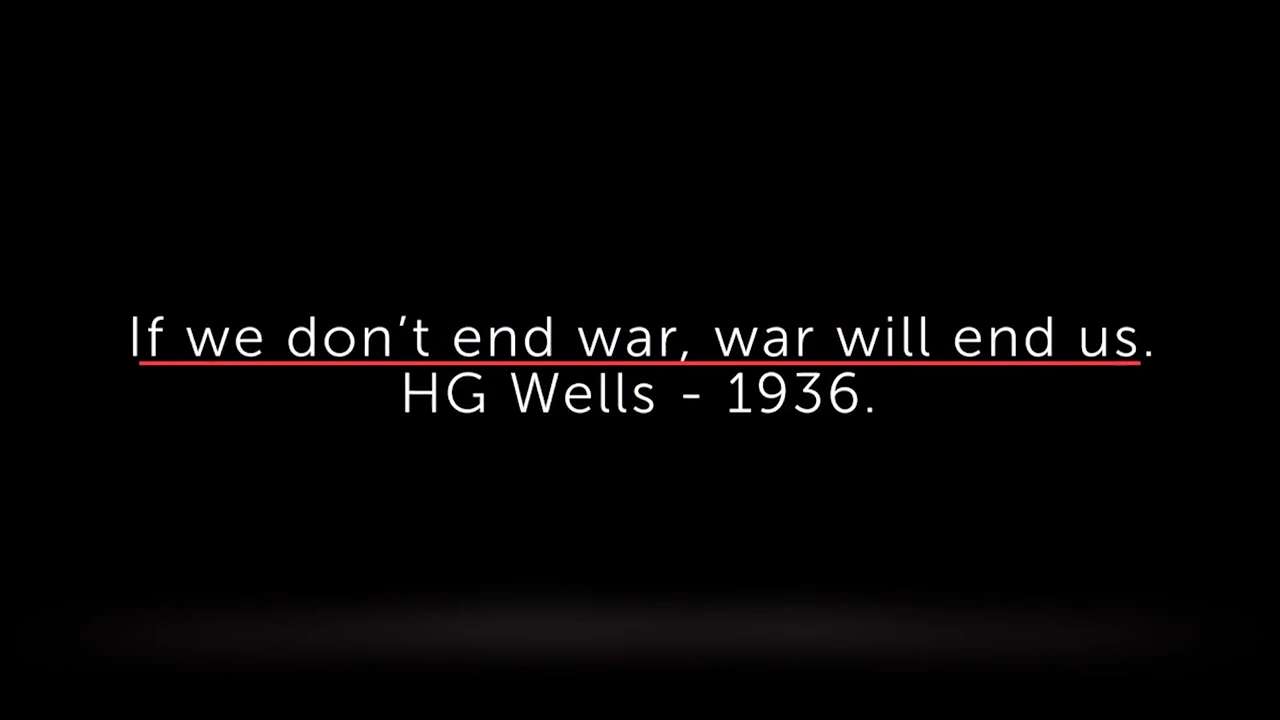 If we don’t end war, war will end us.
HG Wells - 1936.